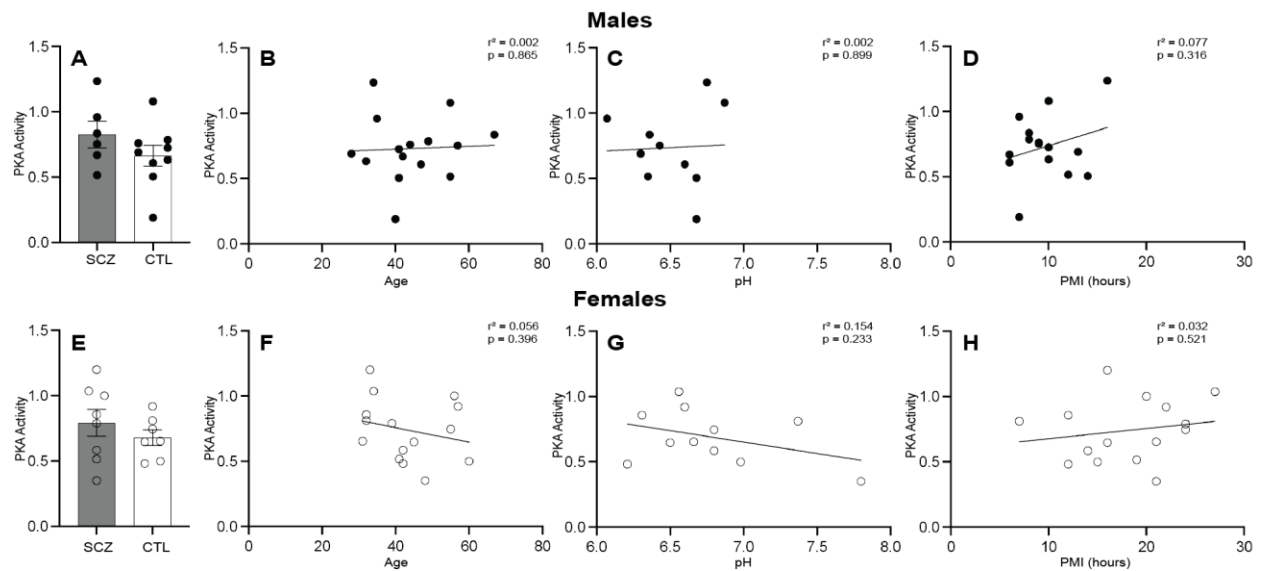 Males
A
1.5
1.0
0.5
0.0
PKA Activity
SCZ CTL
B
r² = 0.002
p = 0.865
1.5
1.0
0.5
0.0
PKA Activity
0 20 40 60 80
Age
C
r² = 0.002
p = 0.899
1.5
1.0
0.5
0.0
PKA Activity
6.0 6.5 7.0 7.5 8.0
pH
D
r² = 0.077
p = 0.316
1.5
1.0
0.5
0.0
PKA Activity
0 10 20 30
PMI (hours)
Females
E
1.5
1.0
0.5
0.0
PKA Activity
SCZ CTL
F
r² = 0.056
p = 0.396
1.5
1.0
0.5
0.0
PKA Activity
0 20 40 60 80
Age
G
r² = 0.154
p = 0.233
1.5
1.0
0.5
0.0
PKA Activity
6.0 6.5 7.0 7.5 8.0
pH
H
r² = 0.032
p = 0.521
1.5
1.0
0.5
0.0
PKA Activity
0 10 20 30
PMI (hours)